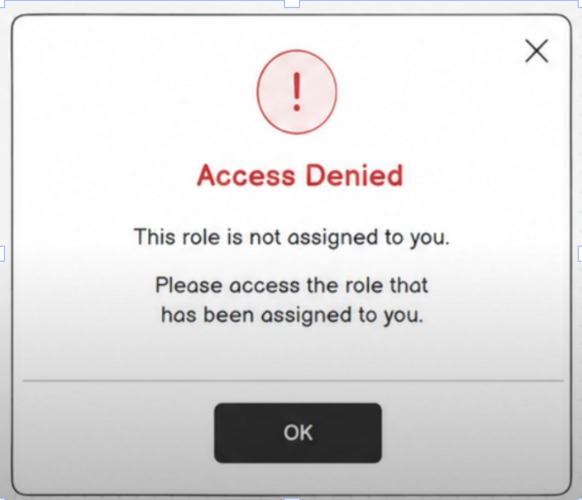 !
Access Denied
This role is not assigned to you.
Please access the role that
has been assigned to you.
OK